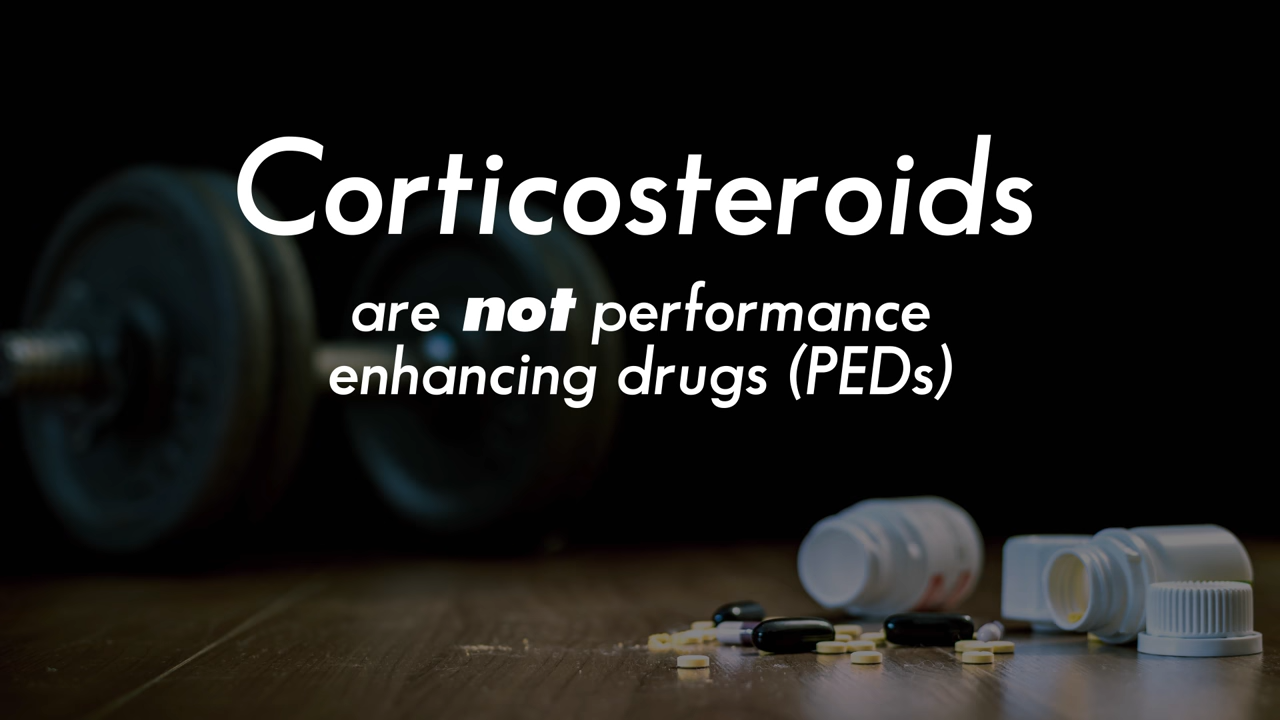 Corticosteroids
are not performance
enhancing drugs (PEDs)